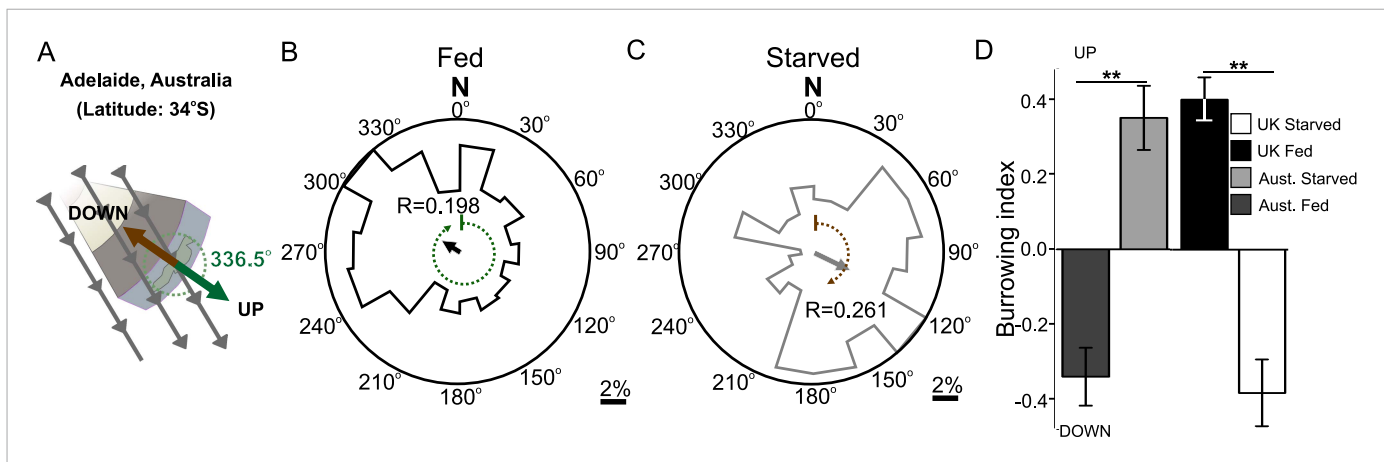 A
Adelaide, Australia
(Latitude: 34°S)
DOWN
336.5°
UP
B
Fed
N
0°
30°
60°
90°
120°
150°
180°
210°
240°
270°
300°
330°
R=0.198
2%
C
Starved
N
0°
30°
60°
90°
120°
150°
180°
210°
240°
270°
300°
330°
R=0.261
2%
D
UP
**
**
0.4
0.2
0.0
-0.2
-0.4
DOWN
Burrowing index
UK Starved
UK Fed
Aust. Starved
Aust. Fed